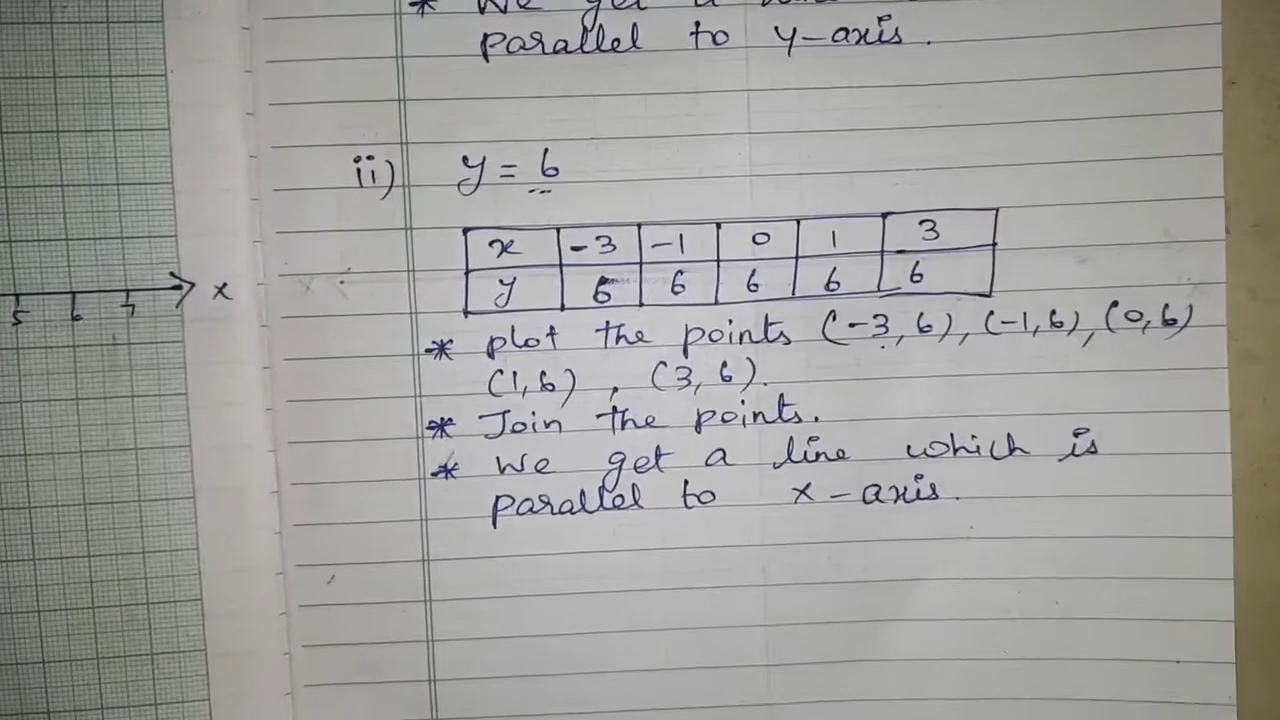 * We get a
parallel to y-axis.
ii) y = 6
x -3 -1 0 1 3
y 6 6 6 6 6
* plot the points (-3, 6), (-1, 6), (0, 6)
(1, 6) , (3, 6).
* Join the points.
* We get a line which is
parallel to x-axis.
5 6 7 x